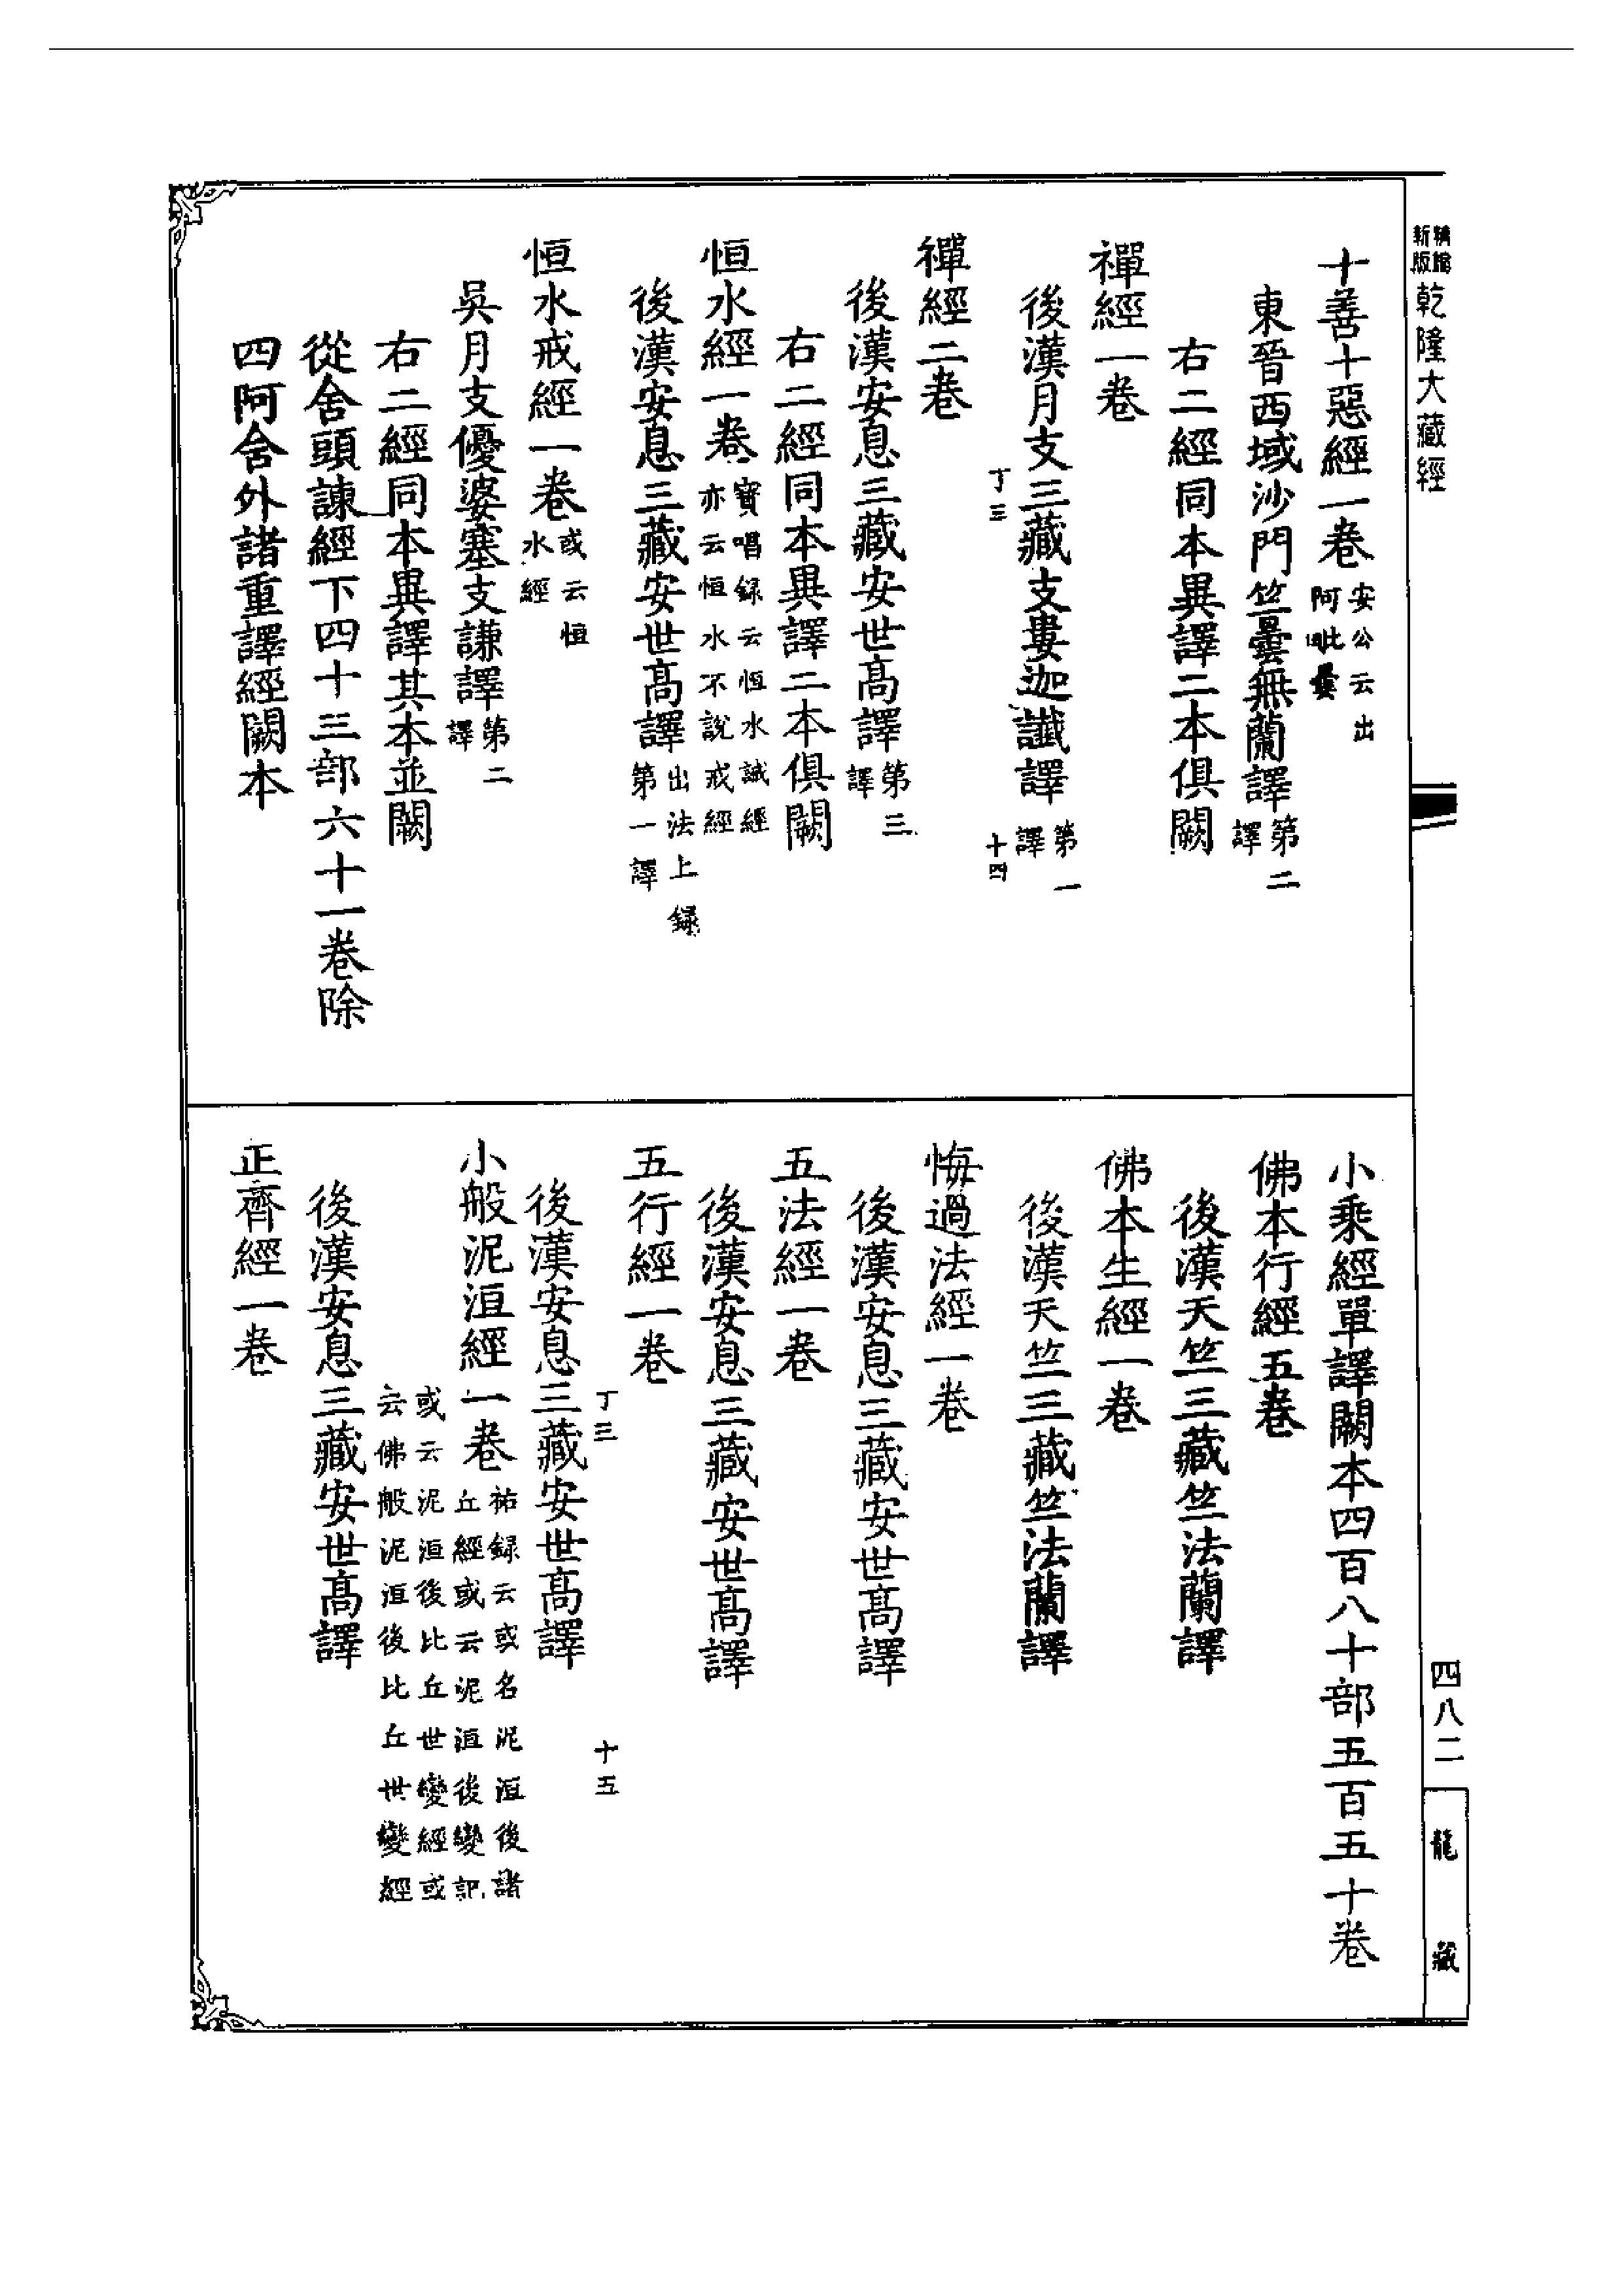 新版
乾隆大藏經
十善十惡經一卷安公云出阿毗曇
東晉西域沙門竺曇無蘭譯第二譯
右二經同本異譯二本俱闕
禪經一卷
後漢月支三藏支婁迦讖譯第一譯
丁三 十四
禪經二卷
後漢安息三藏安世高譯第三譯
右二經同本異譯二本俱闕
恒水經一卷寶唱録云恒水誡經亦云恒水不說戒經
後漢安息三藏安世高譯出法上録第一譯
恒水戒經一卷或云恒水經
吳月支優婆塞支謙譯第二譯
右二經同本異譯其本並闕
從舍頭諫經下四十三部六十一卷除
四阿含外諸重譯經闕本
小乘經單譯闕本四百八十部五百五十卷
佛本行經五卷
後漢天竺三藏竺法蘭譯
佛本生經一卷
後漢天竺三藏竺法蘭譯
悔過法經一卷
後漢安息三藏安世高譯
五法經一卷
後漢安息三藏安世高譯
五行經一卷
丁三 十五
後漢安息三藏安世高譯
小般泥洹經一卷祐録云或名泥洹後諸丘經或云泥洹後變記
或云泥洹後比丘世變經或云佛般泥洹後比丘世變經
後漢安息三藏安世高譯
正齊經一卷
四八二
龍藏